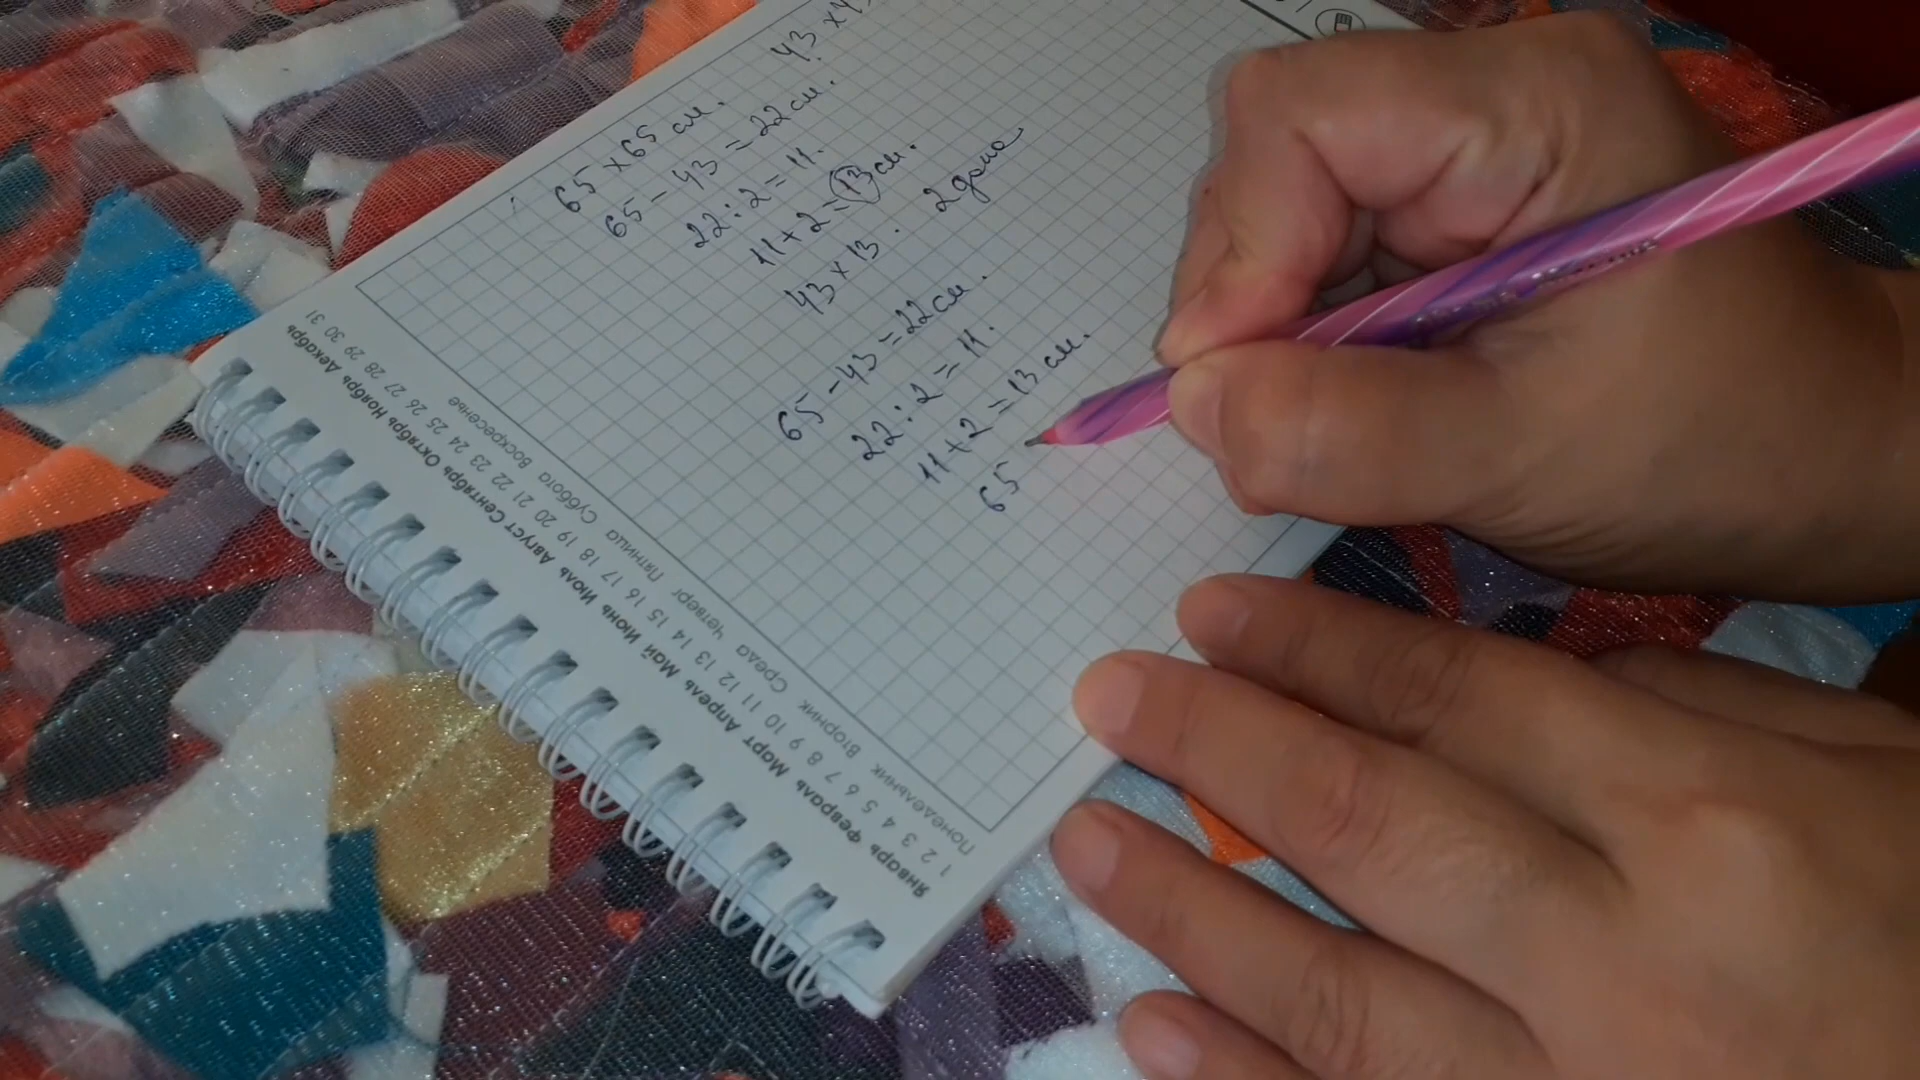 65 x 65 см. 43 x 43
65 - 43 = 22 см.
22 : 2 = 11.
11 + 2 = 13 см.
43 x 13. 2 дома
65 - 43 = 22 см.
22 : 2 = 11.
11 + 2 = 13 см.
65
Понедельник Вторник Среда Четверг Пятница Суббота Воскресенье
1 2 3 4 5 6 7 8 9 10 11 12 13 14 15 16 17 18 19 20 21 22 23 24 25 26 27 28 29 30 31
Январь Февраль Март Апрель Май Июнь Июль Август Сентябрь Октябрь Ноябрь Декабрь